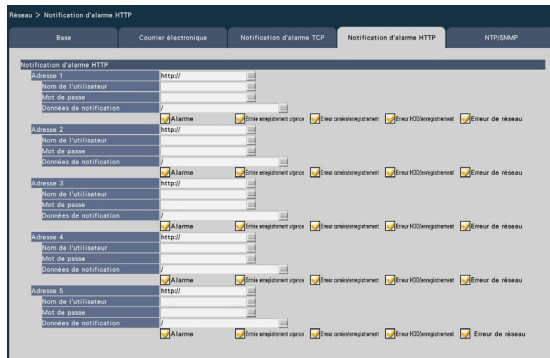 Réseau > Notification d'alarme HTTP
Base Courrier électronique Notification d'alarme TCP Notification d'alarme HTTP NTP/SNMP
Notification d'alarme HTTP
Adresse 1 http://
Nom de l'utilisateur
Mot de passe
Données de notification /
Alarme Entrée enregistrement urgence Erreur caméra/enregistrement Erreur HDD/enregistrement Erreur de réseau
Adresse 2 http://
Nom de l'utilisateur
Mot de passe
Données de notification /
Alarme Entrée enregistrement urgence Erreur caméra/enregistrement Erreur HDD/enregistrement Erreur de réseau
Adresse 3 http://
Nom de l'utilisateur
Mot de passe
Données de notification /
Alarme Entrée enregistrement urgence Erreur caméra/enregistrement Erreur HDD/enregistrement Erreur de réseau
Adresse 4 http://
Nom de l'utilisateur
Mot de passe
Données de notification /
Alarme Entrée enregistrement urgence Erreur caméra/enregistrement Erreur HDD/enregistrement Erreur de réseau
Adresse 5 http://
Nom de l'utilisateur
Mot de passe
Données de notification /
Alarme Entrée enregistrement urgence Erreur caméra/enregistrement Erreur HDD/enregistrement Erreur de réseau